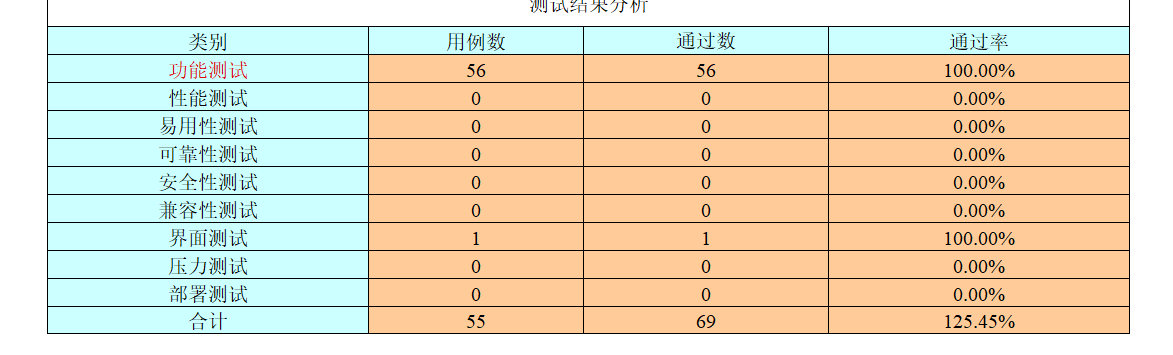 测试结果分析
类别 用例数 通过数 通过率
功能测试 56 56 100.00%
性能测试 0 0 0.00%
易用性测试 0 0 0.00%
可靠性测试 0 0 0.00%
安全性测试 0 0 0.00%
兼容性测试 0 0 0.00%
界面测试 1 1 100.00%
压力测试 0 0 0.00%
部署测试 0 0 0.00%
合计 55 69 125.45%